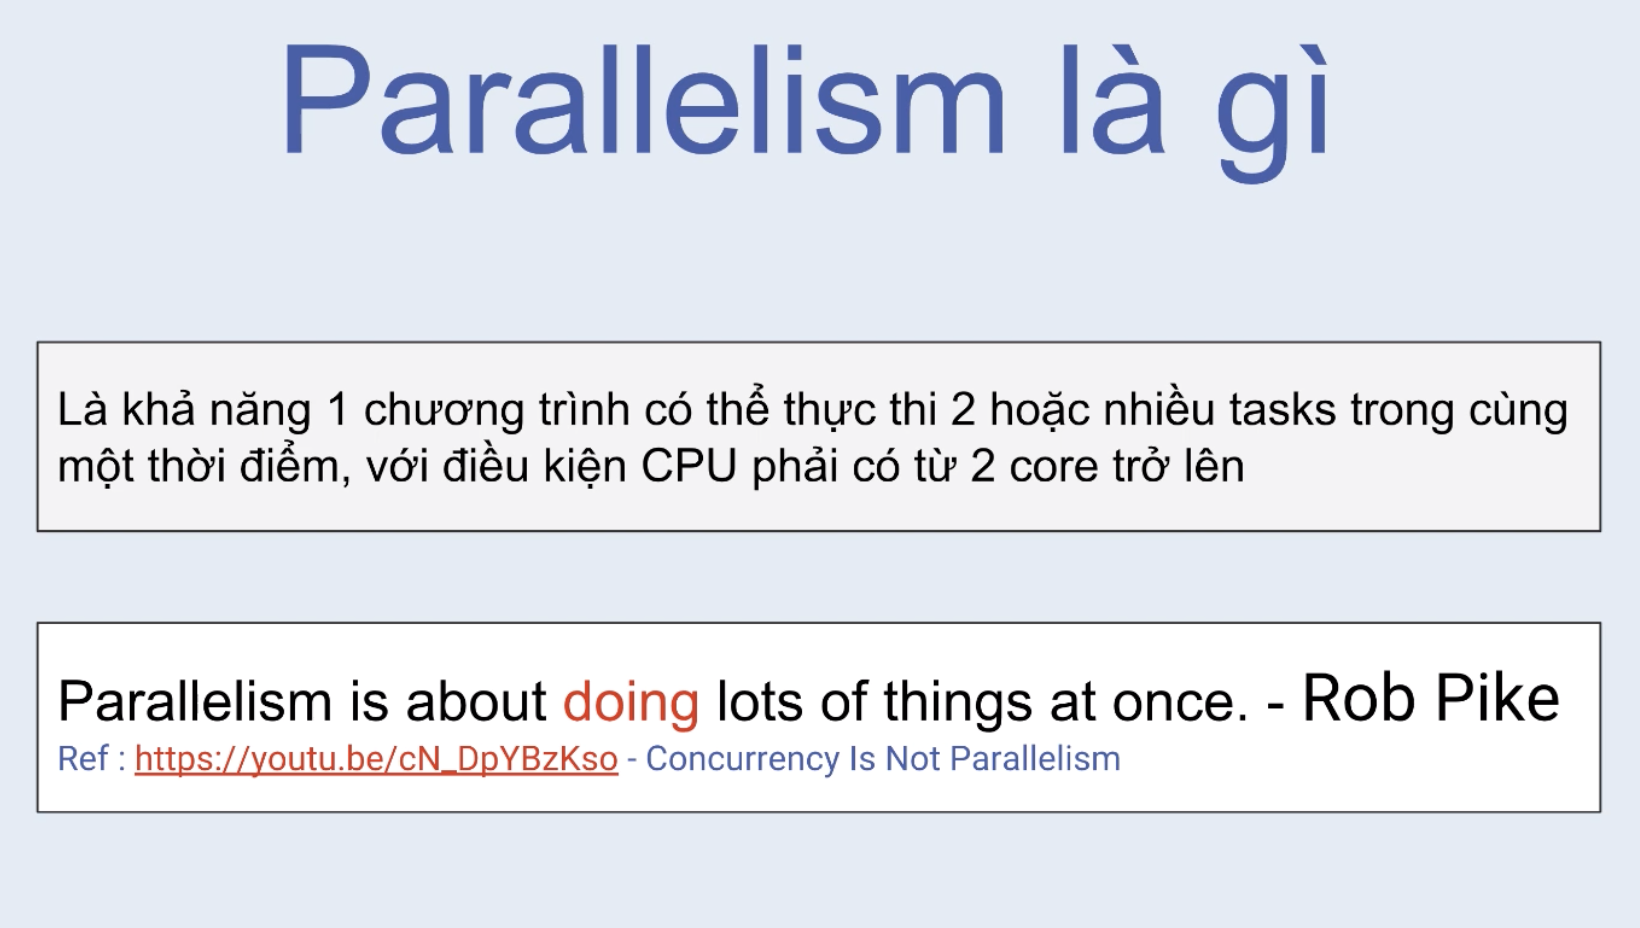 Parallelism là gì
Là khả năng 1 chương trình có thể thực thi 2 hoặc nhiều tasks trong cùng
một thời điểm, với điều kiện CPU phải có từ 2 core trở lên
Parallelism is about doing lots of things at once. - Rob Pike
Ref : https://youtu.be/cN_DpYBzKso - Concurrency Is Not Parallelism